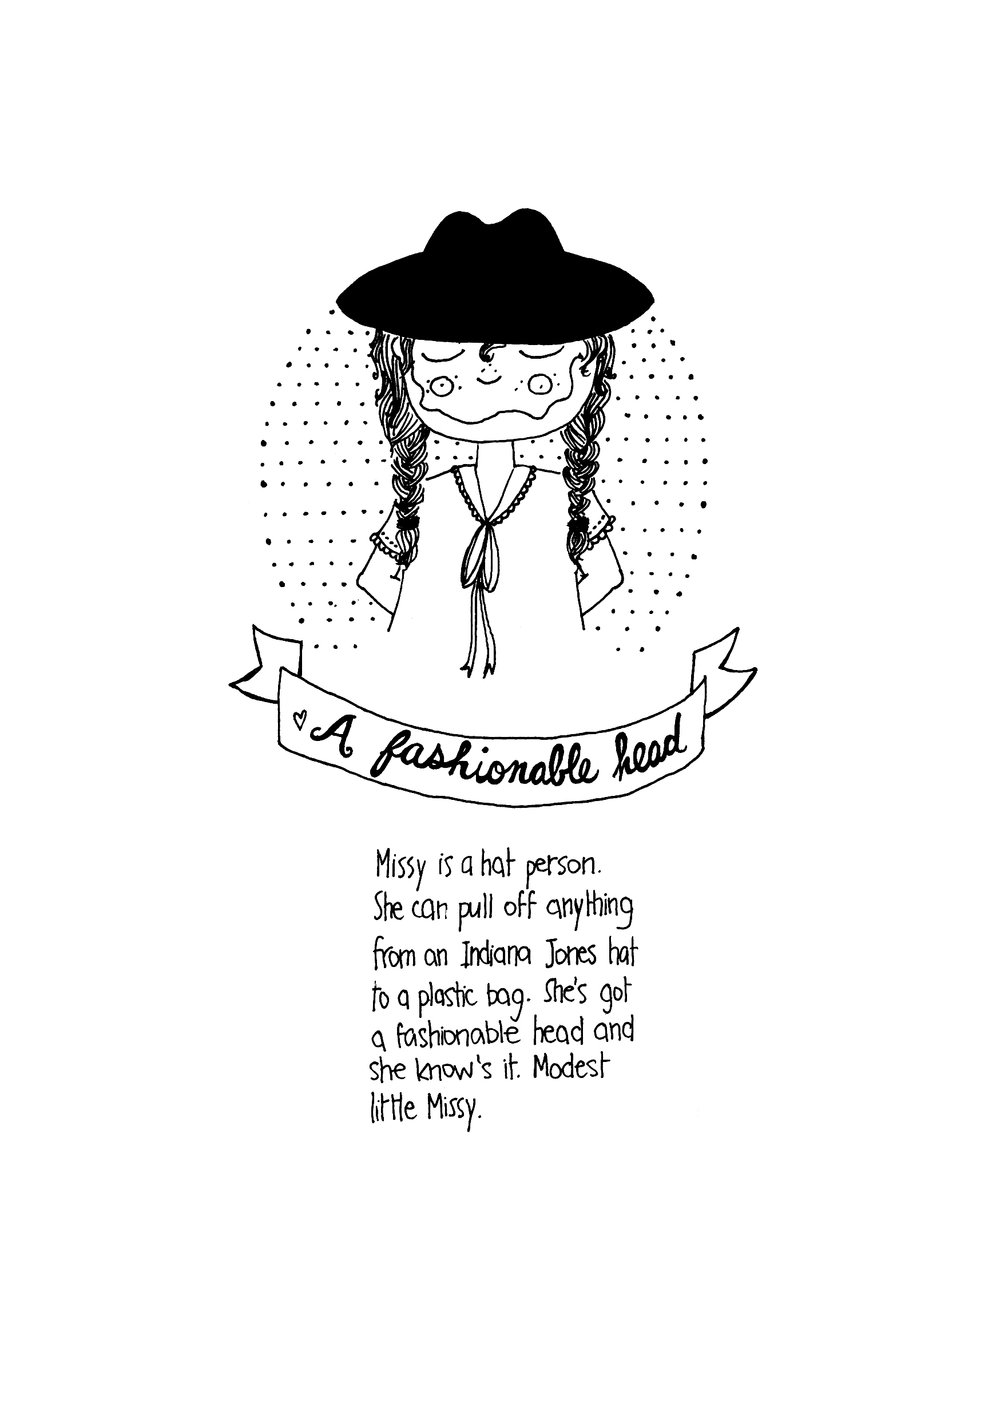 A fashionable head
Missy is a hat person.
She can pull off anything
from an Indiana Jones hat
to a plastic bag. She's got
a fashionable head and
she know's it. Modest
little Missy.